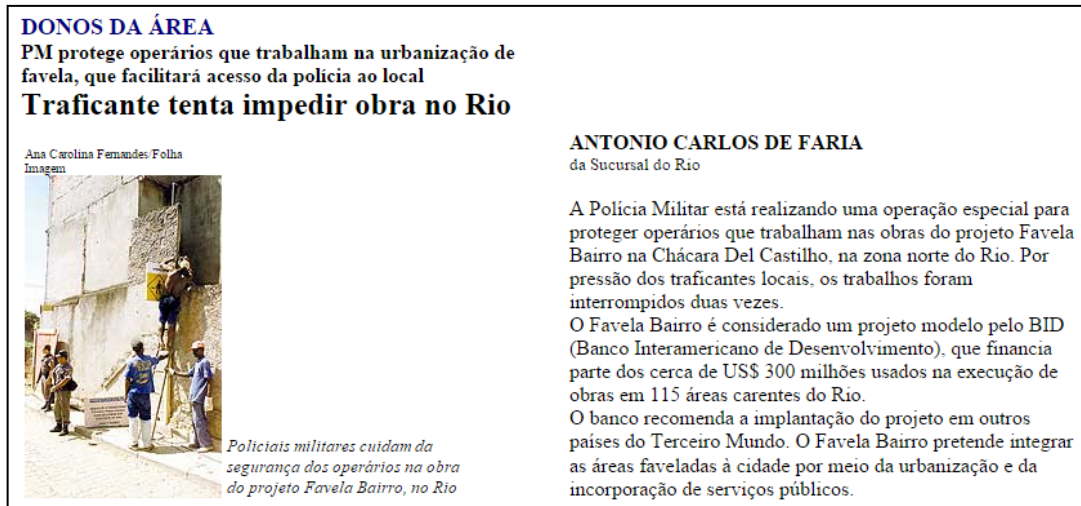 DONOS DA ÁREA
PM protege operários que trabalham na urbanização de
favela, que facilitará acesso da polícia ao local
Traficante tenta impedir obra no Rio
Ana Carolina Fernandes/Folha
Imagem
Policiais militares cuidam da
segurança dos operários na obra
do projeto Favela Bairro, no Rio
ANTONIO CARLOS DE FARIA
da Sucursal do Rio
A Polícia Militar está realizando uma operação especial para
proteger operários que trabalham nas obras do projeto Favela
Bairro na Chácara Del Castilho, na zona norte do Rio. Por
pressão dos traficantes locais, os trabalhos foram
interrompidos duas vezes.
O Favela Bairro é considerado um projeto modelo pelo BID
(Banco Interamericano de Desenvolvimento), que financia
parte dos cerca de US$ 300 milhões usados na execução de
obras em 115 áreas carentes do Rio.
O banco recomenda a implantação do projeto em outros
países do Terceiro Mundo. O Favela Bairro pretende integrar
as áreas faveladas à cidade por meio da urbanização e da
incorporação de serviços públicos.